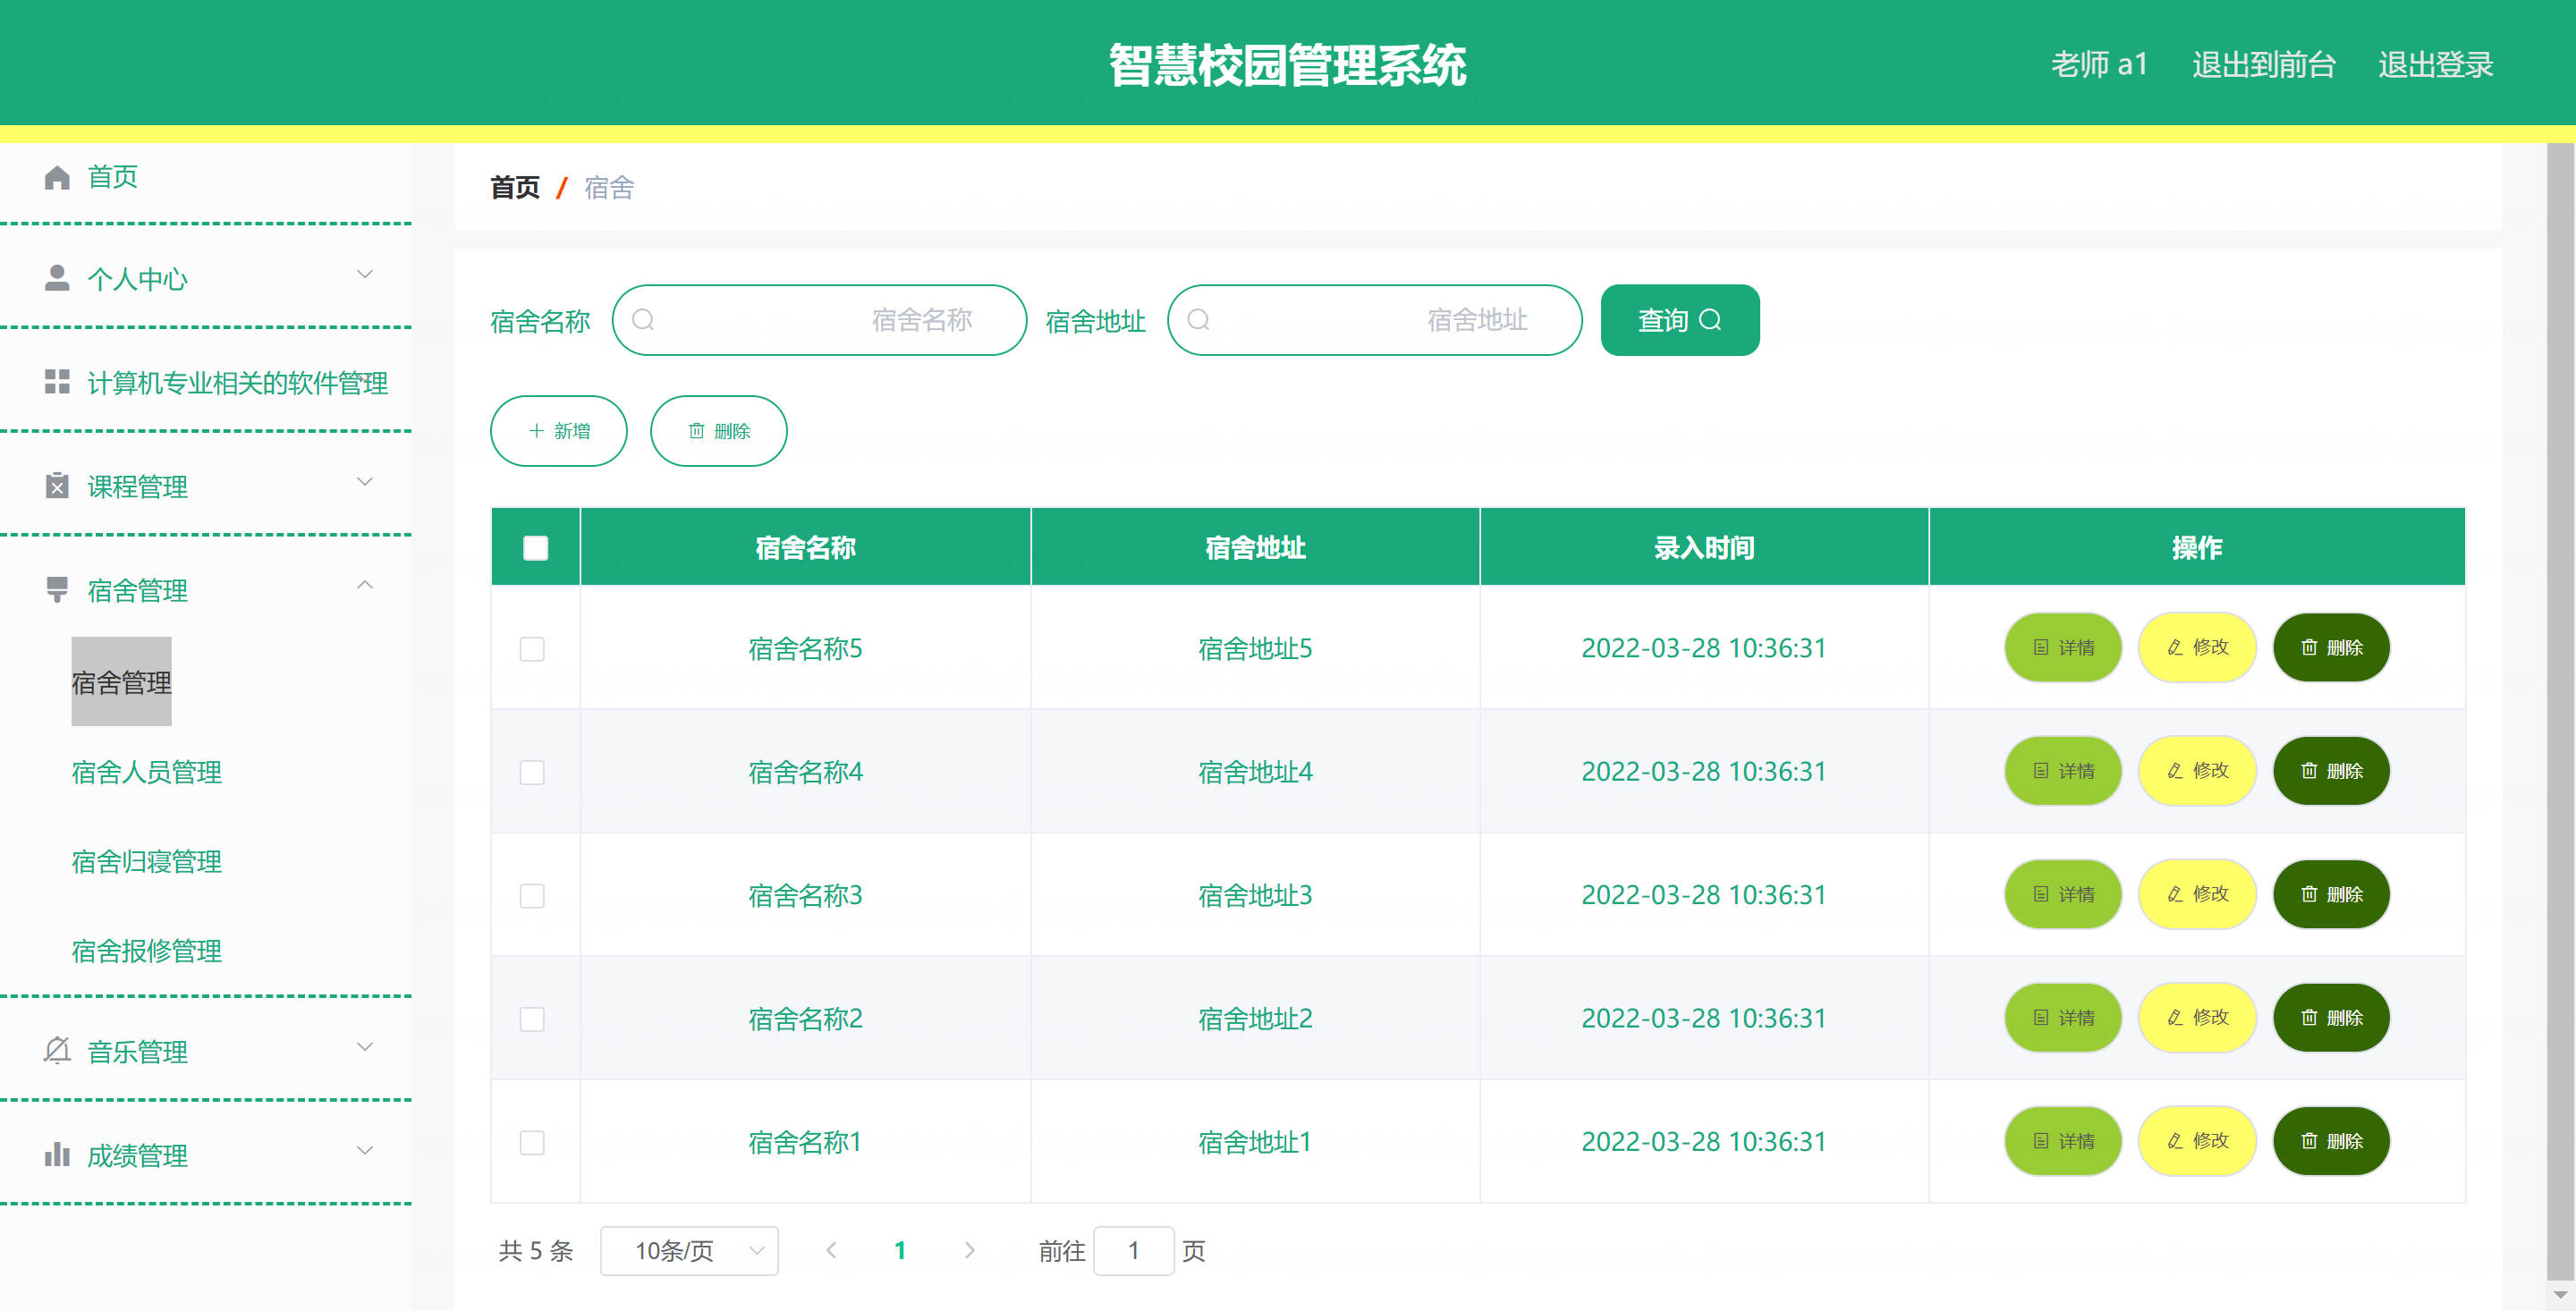 智慧校园管理系统
老师 a1 退出到前台 退出登录
首页
个人中心
计算机专业相关的软件管理
课程管理
宿舍管理
宿舍管理
宿舍人员管理
宿舍归寝管理
宿舍报修管理
音乐管理
成绩管理
首页 / 宿舍
宿舍名称 宿舍名称 宿舍地址 宿舍地址 查询
新增 删除
宿舍名称 宿舍地址 录入时间 操作
宿舍名称5 宿舍地址5 2022-03-28 10:36:31 详情 修改 删除
宿舍名称4 宿舍地址4 2022-03-28 10:36:31 详情 修改 删除
宿舍名称3 宿舍地址3 2022-03-28 10:36:31 详情 修改 删除
宿舍名称2 宿舍地址2 2022-03-28 10:36:31 详情 修改 删除
宿舍名称1 宿舍地址1 2022-03-28 10:36:31 详情 修改 删除
共 5 条 10条/页 1 前往 1 页